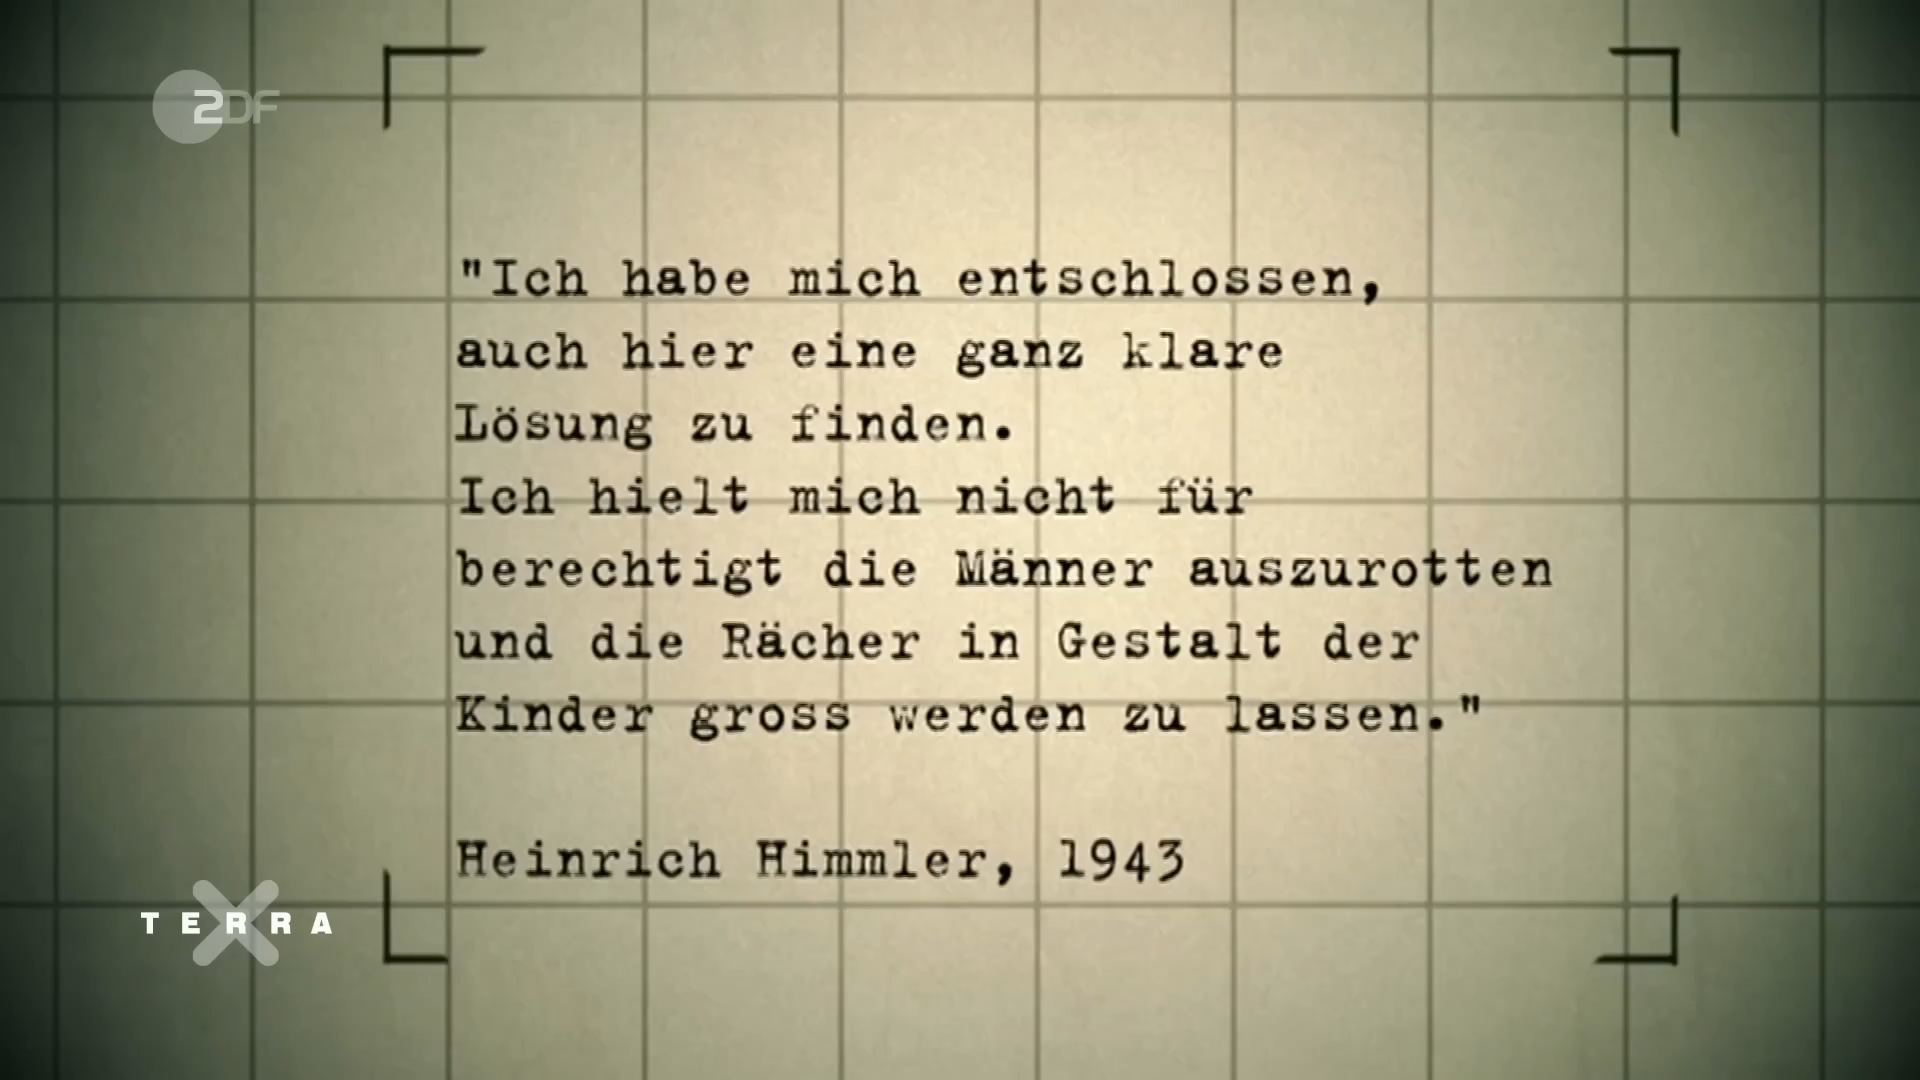 2DF
"Ich habe mich entschlossen,
auch hier eine ganz klare
Lösung zu finden.
Ich hielt mich nicht für
berechtigt die Männer auszurotten
und die Rächer in Gestalt der
Kinder gross werden zu lassen."
Heinrich Himmler, 1943
TERRA X